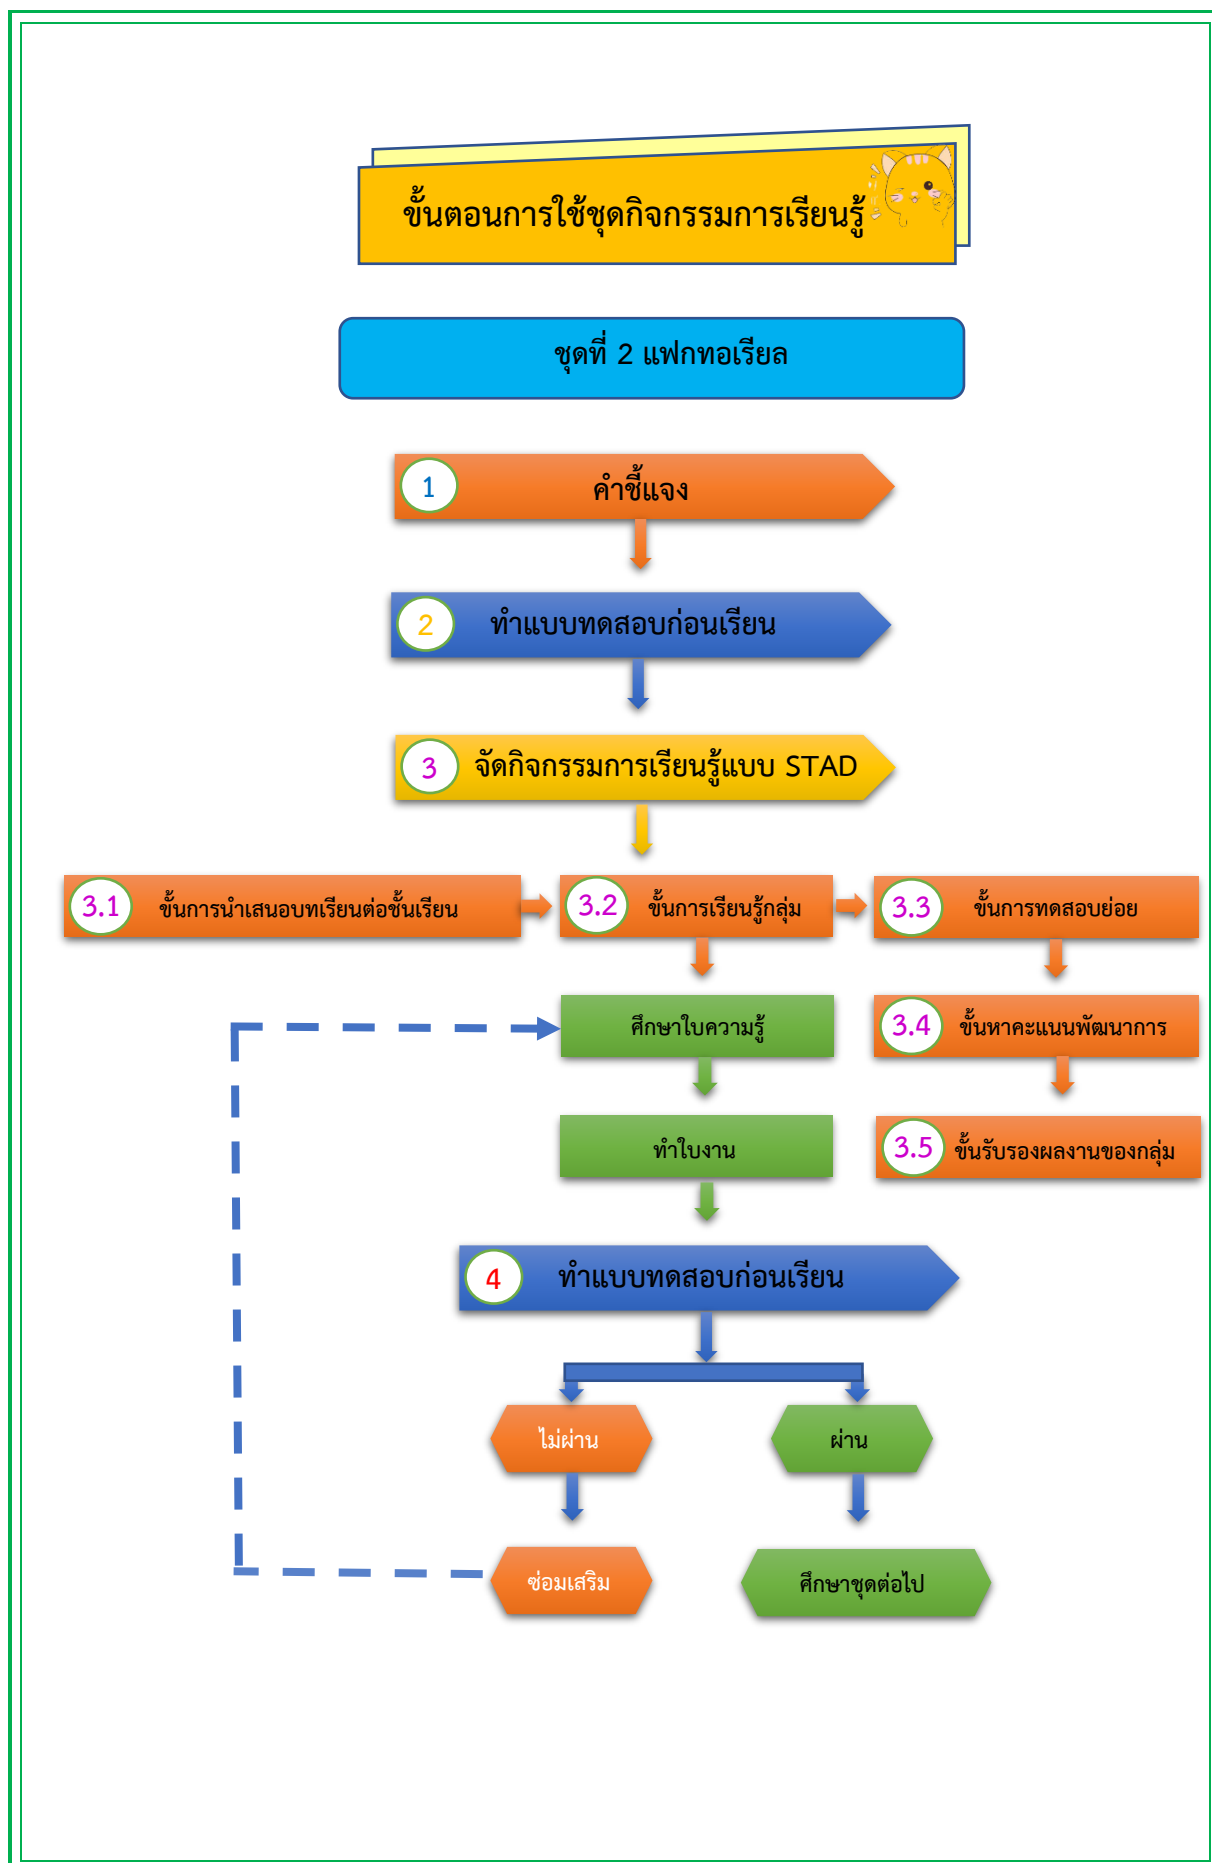 ขั้นตอนการใช้ชุดกิจกรรมการเรียนรู้
ชุดที่ 2 แฟกทอเรียล
1 คำชี้แจง
2 ทำแบบทดสอบก่อนเรียน
3 จัดกิจกรรมการเรียนรู้แบบ STAD
3.1 ขั้นการนำเสนอบทเรียนต่อชั้นเรียน
3.2 ขั้นการเรียนรู้กลุ่ม
3.3 ขั้นการทดสอบย่อย
ศึกษาใบความรู้
3.4 ขั้นหาคะแนนพัฒนาการ
ทำใบงาน
3.5 ขั้นรับรองผลงานของกลุ่ม
4 ทำแบบทดสอบก่อนเรียน
ไม่ผ่าน
ผ่าน
ซ่อมเสริม
ศึกษาชุดต่อไป